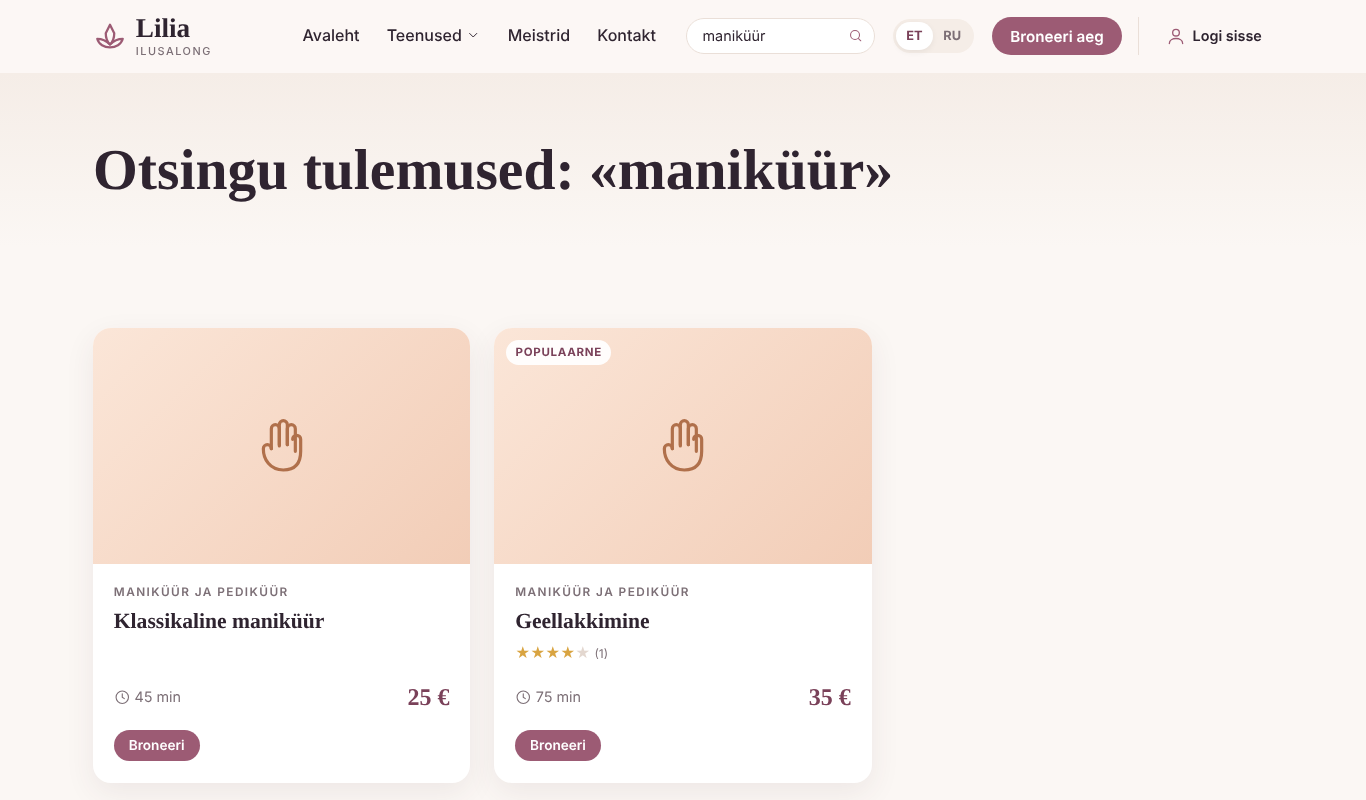 Lilia
ILUSALONG
Avaleht
Teenused
Meistrid
Kontakt
maniküür
ET
RU
Broneeri aeg
Logi sisse
Otsingu tulemused: «maniküür»
MANIKÜÜR JA PEDIKÜÜR
Klassikaline maniküür
45 min
25 €
Broneeri
POPULAARNE
MANIKÜÜR JA PEDIKÜÜR
Geellakkimine
★★★★★ (1)
75 min
35 €
Broneeri